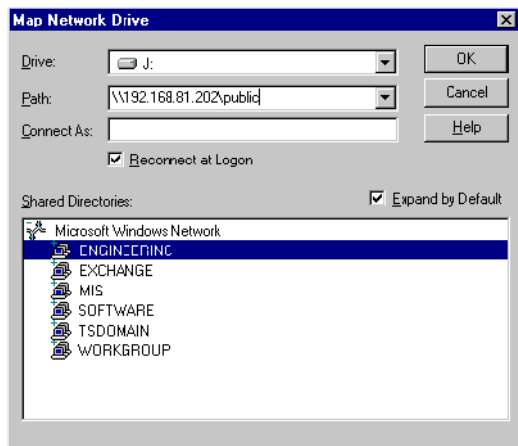 Map Network Drive
Drive: J: OK
Path: \\192.168.81.202\public Cancel
Connect As: Help
Reconnect at Logon
Shared Directories: Expand by Default
Microsoft Windows Network
ENGINEERING
EXCHANGE
MIS
SOFTWARE
TSDOMAIN
WORKGROUP